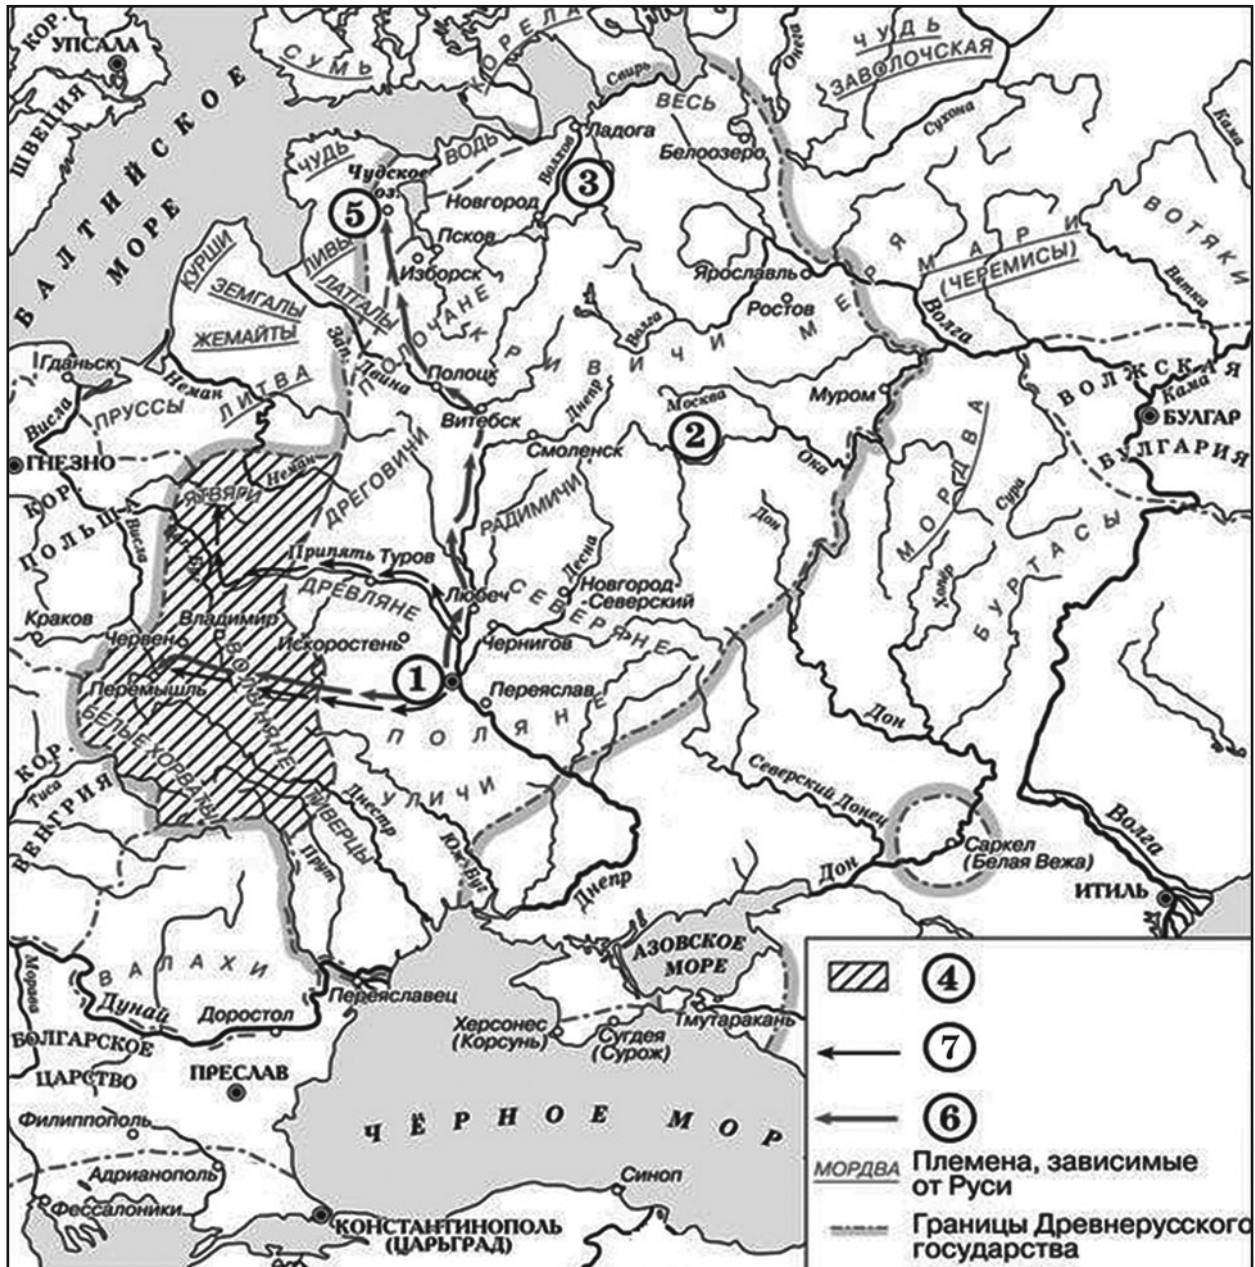 КОР.
УПСАЛА
ШВЕЦИЯ
БАЛТИЙСКОЕ
МОРЕ
СУМЬ
КОРЕЛА
Свирь
Онега
ЧУДЬ
ЗАВОЛОЧСКАЯ
ВЕСЬ
Сухона
Кама
Ладога
Белоозеро
ЧУДЬ
ВОДЬ
Волхов
Чудское
оз.
3
Новгород
5
Псков
Изборск
ЛИВЫ
ЛАТГАЛЫ
КУРШИ
ЗЕМГАЛЫ
ЖЕМАЙТЫ
ЛИТВА
Ярославль
Ростов
МЕРЯ
МАРИ
(ЧЕРЕМИСЫ)
ВОТЯКИ
Вятка
Волга
Волга
ПОЛОЧАНЕ
КРИВИЧИ
Зап. Двина
Полоцк
Витебск
Днепр
Смоленск
Москва
2
Муром
Ока
ВОЛЖСКАЯ
Кама
БУЛГАР
БУЛГАРИЯ
Гданьск
Висла
ПРУССЫ
Неман
ГНЕЗНО
КОР.
ПОЛЬША
Висла
ЯТВЯГИ
Неман
Зап. Буг
ДРЕГОВИЧИ
РАДИМИЧИ
Дон
МОРДВА
Сура
Хопёр
БУРТАСЫ
Припять
Туров
ДРЕВЛЯНЕ
Любеч
Десна
Новгород-
Северский
СЕВЕРЯНЕ
Краков
Червен
Владимир
Искоростень
Чернигов
1
Перемышль
ВОЛЫНЯНЕ
Переяслав
ПОЛЯНЕ
БЕЛЫЕ ХОРВАТЫ
КОР.
Тиса
ВЕНГРИЯ
УЛИЧИ
Днестр
ТИВЕРЦЫ
Прут
Юж. Буг
Днепр
Дон
Северский Донец
Саркел
(Белая Вежа)
Дон
Волга
ИТИЛЬ
АЗОВСКОЕ
МОРЕ
Морава
ВАЛАХИ
Дунай
Доростол
Переяславец
Херсонес
(Корсунь)
Сугдея
(Сурож)
Тмутаракань
БОЛГАРСКОЕ
ЦАРСТВО
ПРЕСЛАВ
Филиппополь
Адрианополь
Фессалоники
ЧЁРНОЕ МОР
Синоп
КОНСТАНТИНОПОЛЬ
(ЦАРЬГРАД)
4
7
6
МОРДВА Племена, зависимые
от Руси
Границы Древнерусского
государства